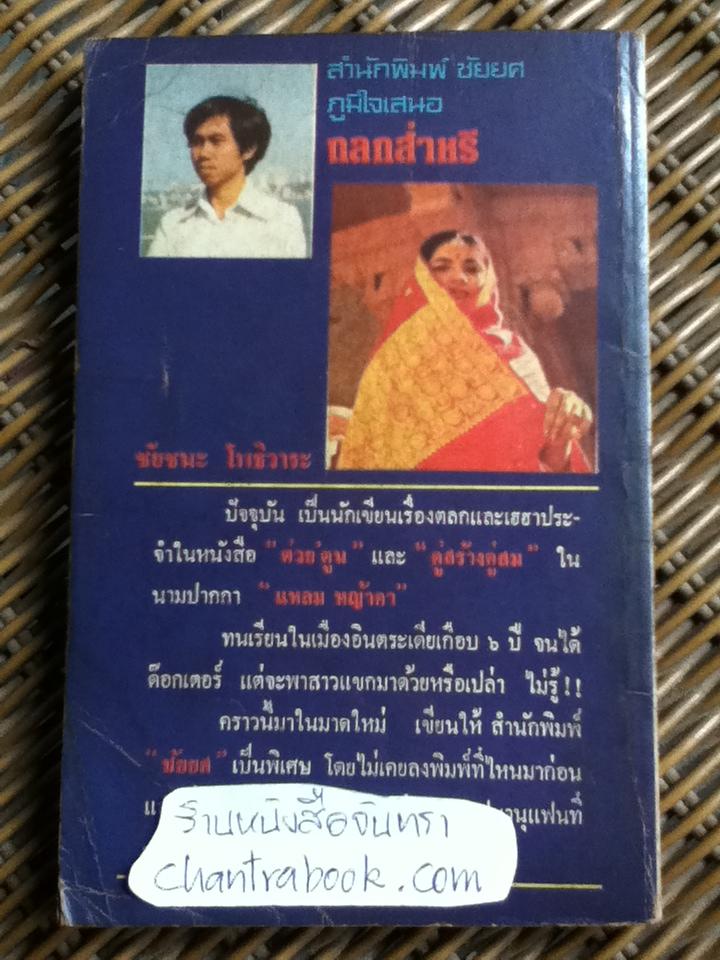 สำนักพิมพ์ ชัยยศ
ภูมิใจเสนอ
กลกส่าหรี
ชัยชนะ โพธิวาระ
ปัจจุบัน เป็นนักเขียนเรื่องตลกและเฮฮาประ-
จำในหนังสือ "ต่วย'ตูน" และ "คู่สร้างคู่สม" ใน
นามปากกา "แหลม หญ้าคา"
ทนเรียนในเมืองอินตระเดียเกือบ ๖ ปี จนได้
ด๊อกเตอร์ แต่จะพาสาวแขกมาด้วยหรือเปล่า ไม่รู้!!
คราวนี้มาในมาดใหม่ เขียนให้ สำนักพิมพ์
"ชัยยศ" เป็นพิเศษ โดยไม่เคยลงพิมพ์ที่ไหนมาก่อน
ร้านหนังสือจันทรา
chantrabook.com